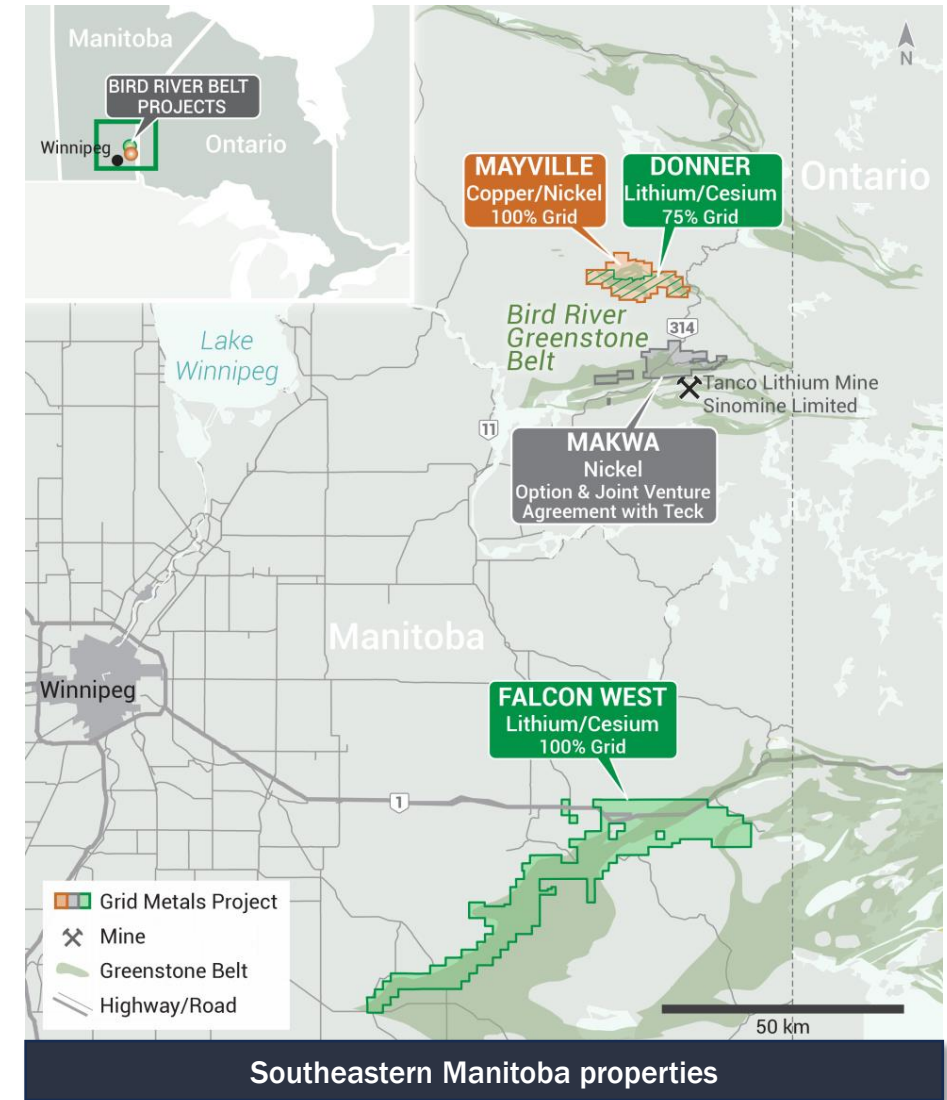 Manitoba
BIRD RIVER BELT
PROJECTS
Winnipeg
Ontario
N
MAYVILLE
Copper/Nickel
100% Grid
DONNER
Lithium/Cesium
75% Grid
Ontario
Bird River
Greenstone
Belt
314
Lake
Winnipeg
Tanco Lithium Mine
Sinomine Limited
11
MAKWA
Nickel
Option & Joint Venture
Agreement with Teck
Manitoba
Winnipeg
FALCON WEST
Lithium/Cesium
100% Grid
1
Grid Metals Project
Mine
Greenstone Belt
Highway/Road
50 km
Southeastern Manitoba properties